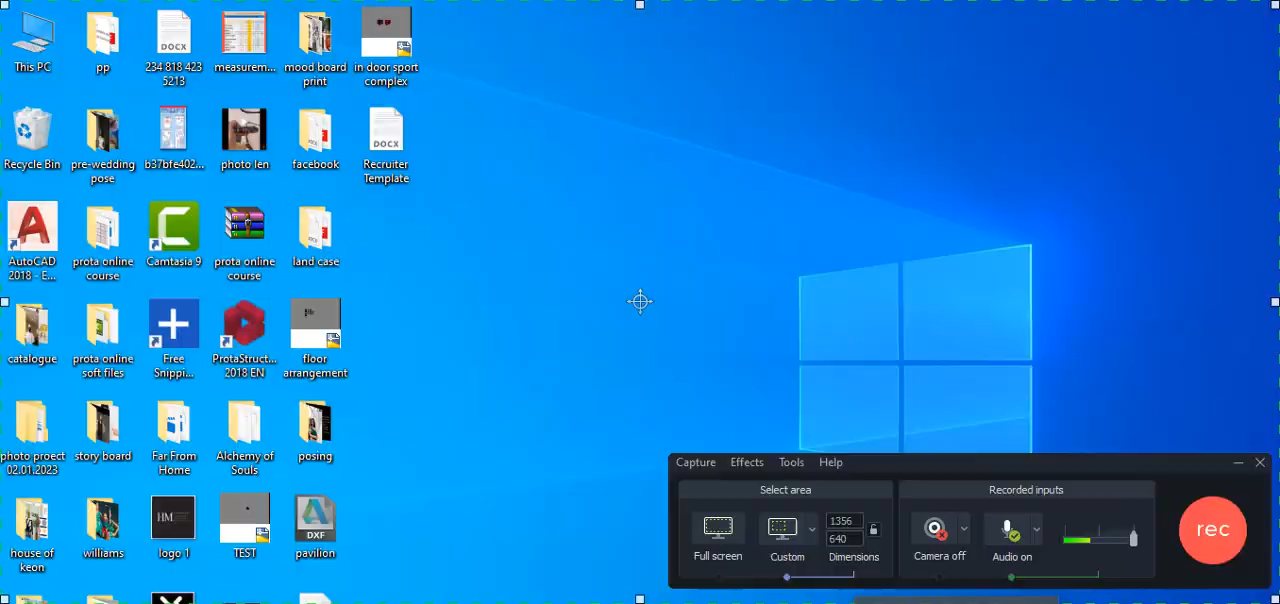 This PC
pp
DOCX
234 818 423
5213
measurem...
mood board
print
in door sport
complex
Recycle Bin
pre-wedding
pose
b37bfe402...
photo len
facebook
DOCX
Recruiter
Template
AutoCAD
2018 - E...
prota online
course
Camtasia 9
prota online
course
land case
catalogue
prota online
soft files
Free
Snippi...
ProtaStruct...
2018 EN
floor
arrangement
photo proect
02.01.2023
story board
Far From
Home
Alchemy of
Souls
posing
house of
keon
williams
HM
logo 1
TEST
DXF
pavilion
Capture Effects Tools Help
Select area
Recorded inputs
1356
640
Full screen
Custom
Dimensions
Camera off
Audio on
rec